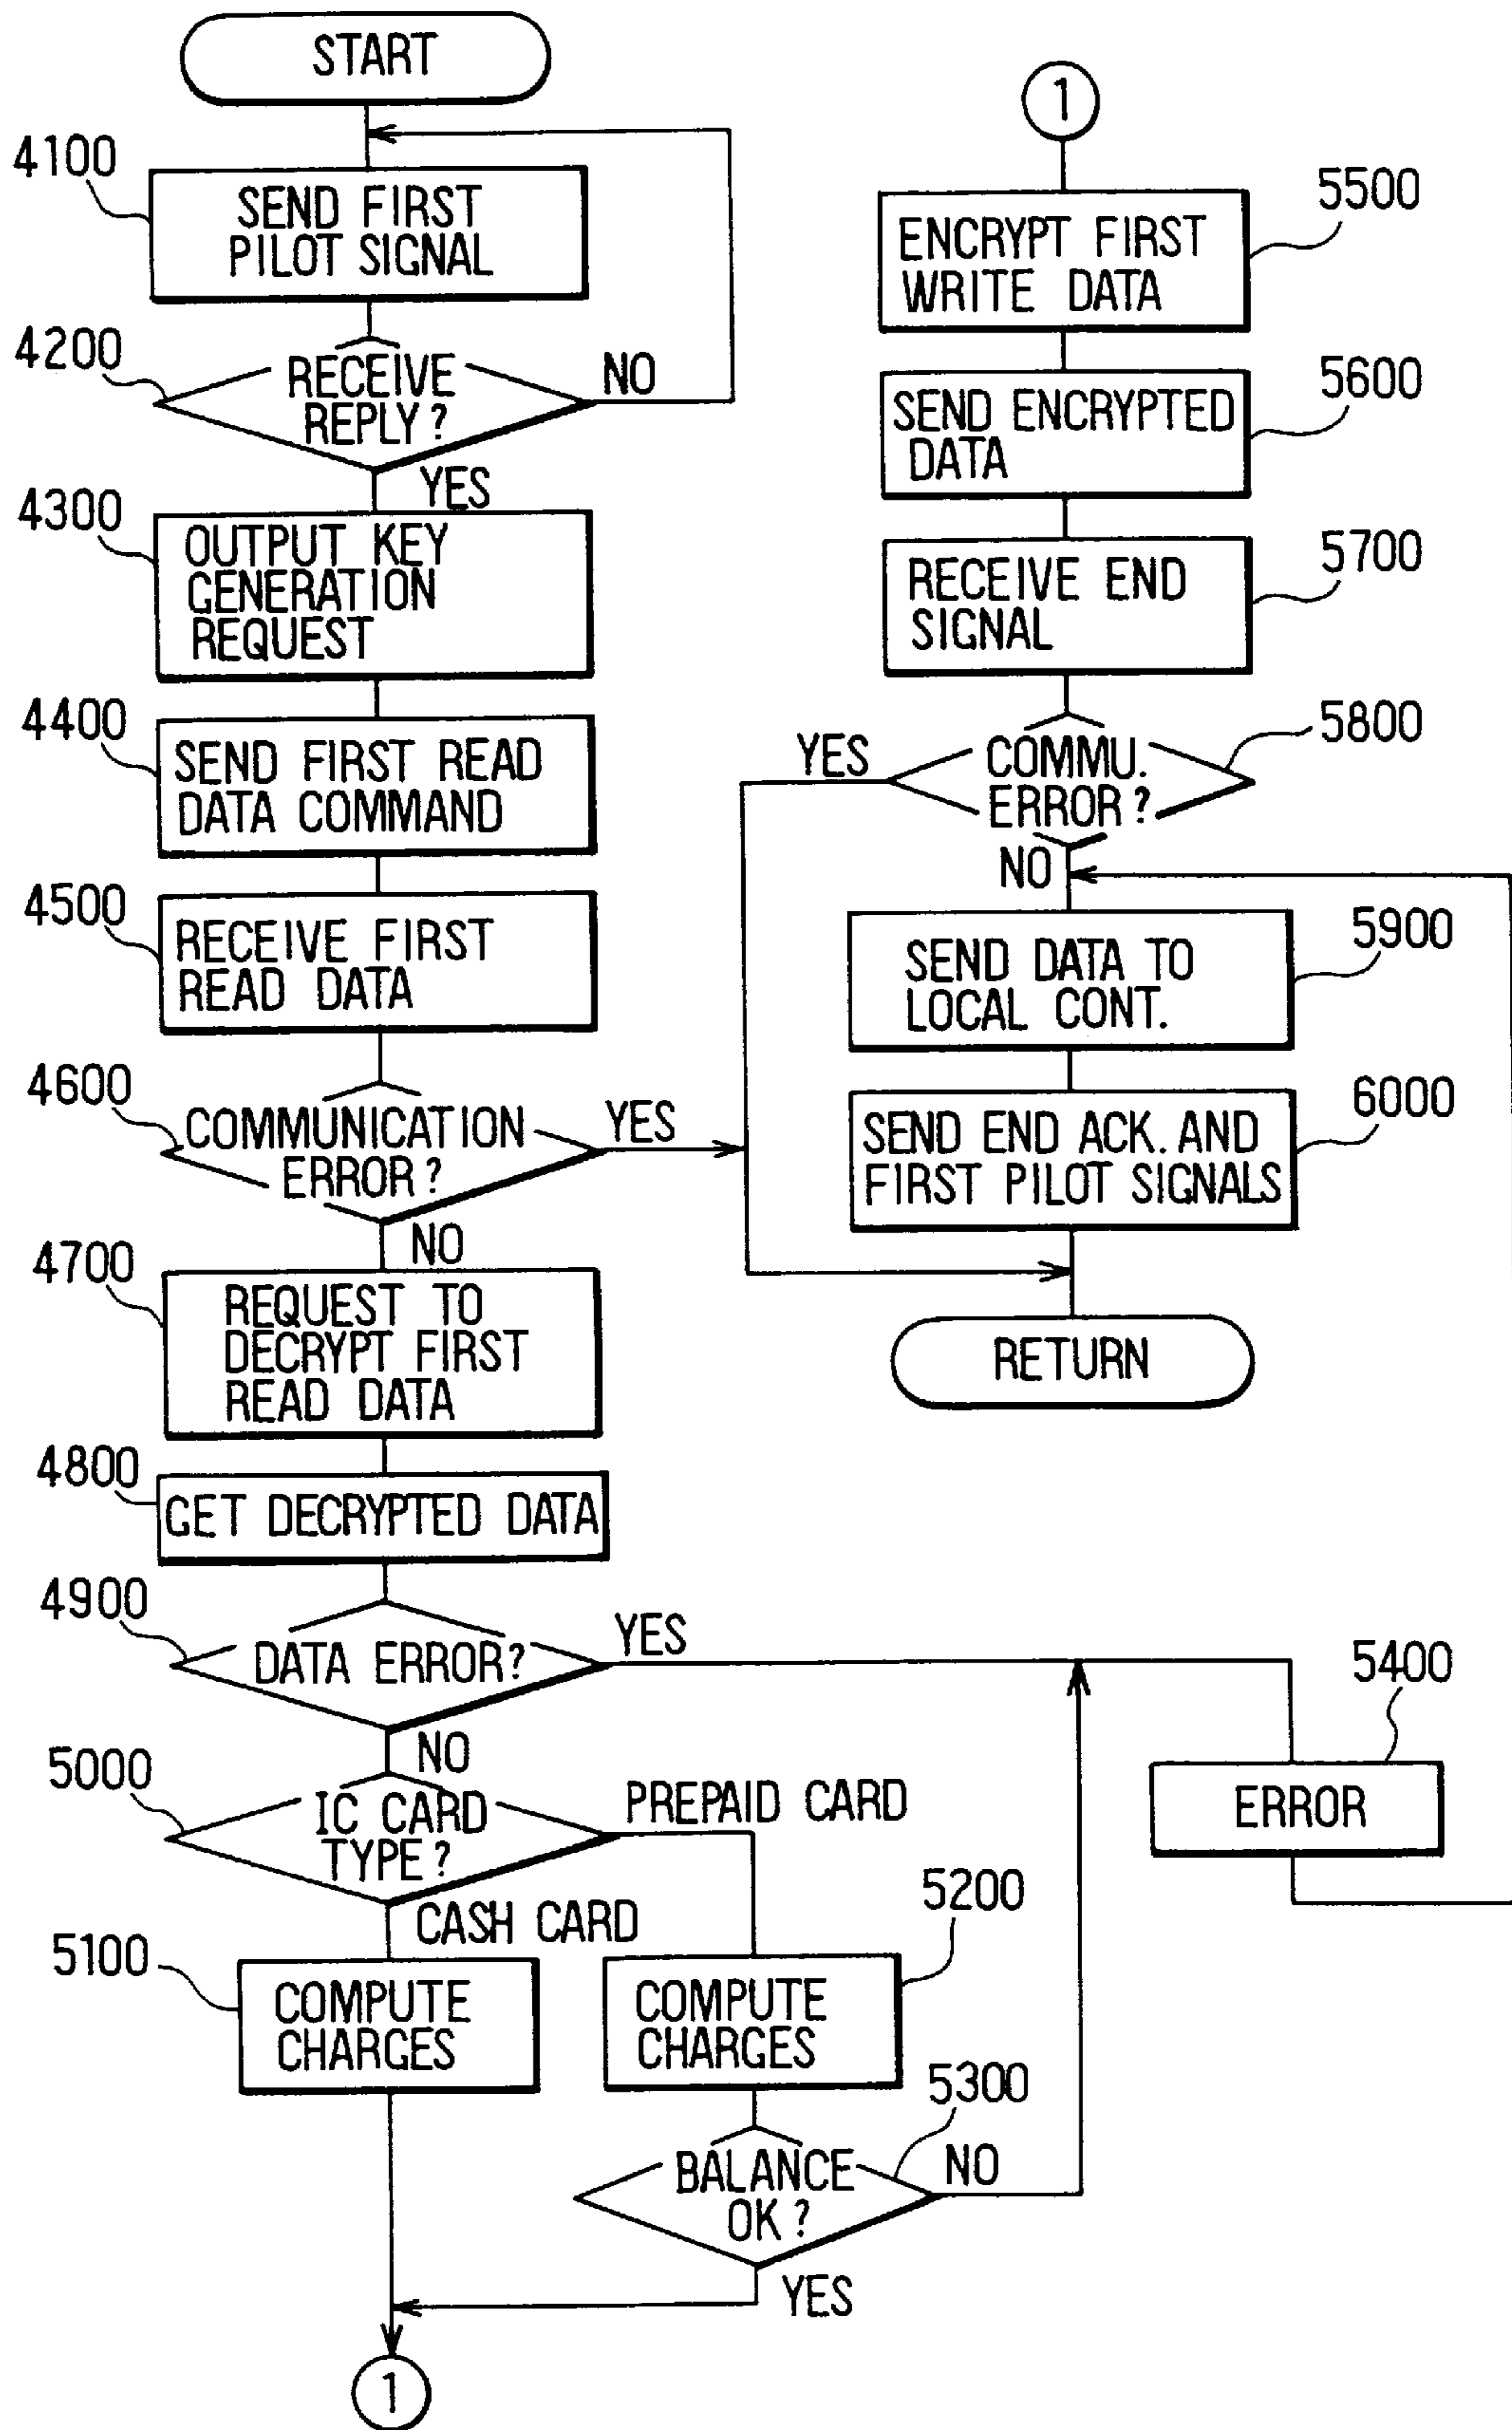 START
4100
SEND FIRST
PILOT SIGNAL
4200
RECEIVE
REPLY?
NO
YES
4300
OUTPUT KEY
GENERATION
REQUEST
4400
SEND FIRST READ
DATA COMMAND
4500
RECEIVE FIRST
READ DATA
4600
COMMUNICATION
ERROR?
YES
NO
4700
REQUEST TO
DECRYPT FIRST
READ DATA
4800
GET DECRYPTED DATA
4900
DATA ERROR?
YES
NO
5000
IC CARD
TYPE?
PREPAID CARD
CASH CARD
5100
COMPUTE
CHARGES
5200
COMPUTE
CHARGES
5300
BALANCE
OK?
NO
YES
1
5400
ERROR
1
5500
ENCRYPT FIRST
WRITE DATA
5600
SEND ENCRYPTED
DATA
5700
RECEIVE END
SIGNAL
5800
COMMU.
ERROR?
YES
NO
5900
SEND DATA TO
LOCAL CONT.
6000
SEND END ACK. AND
FIRST PILOT SIGNALS
RETURN